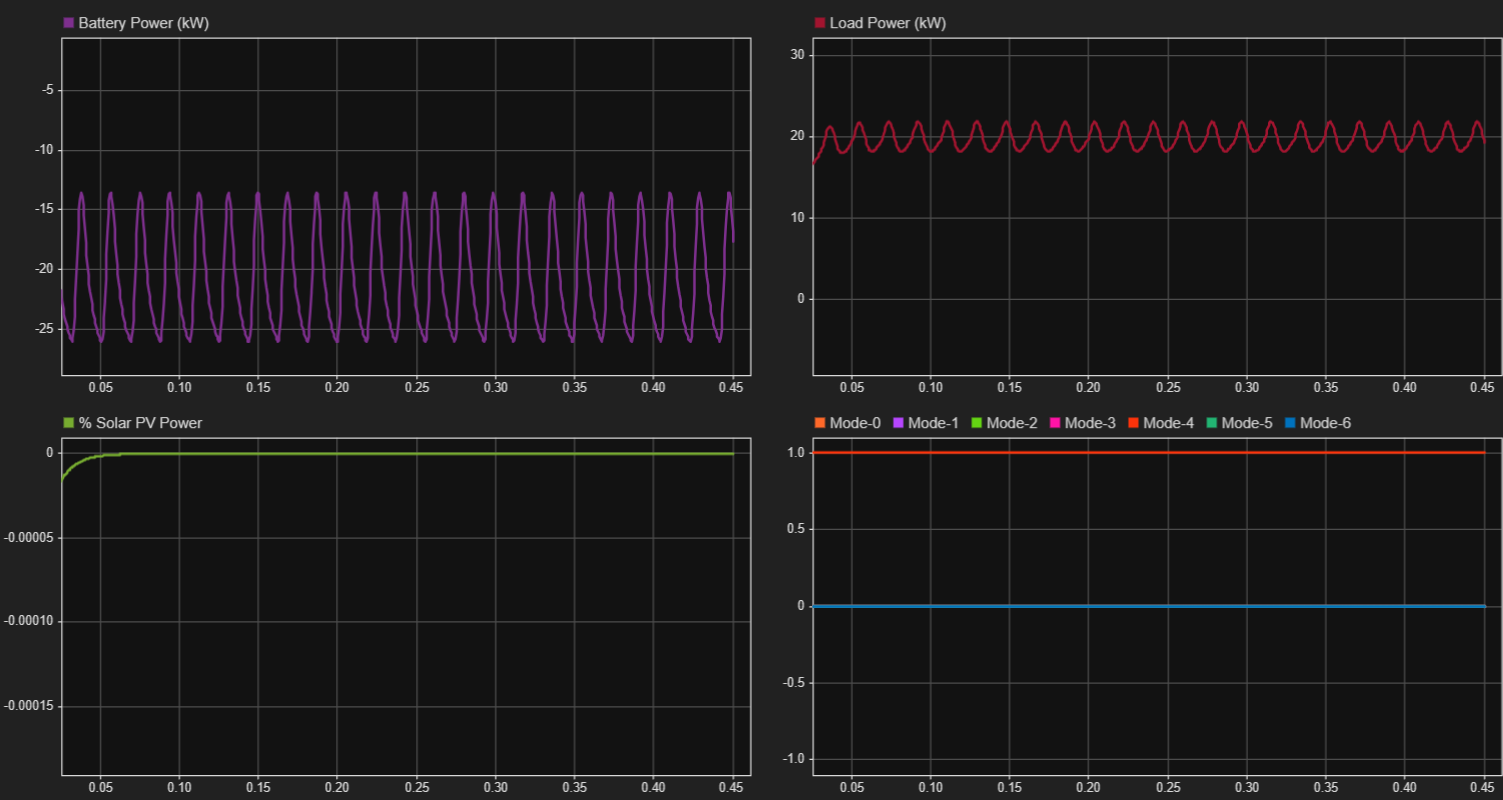 Battery Power (kW)
-5
-10
-15
-20
-25
0.05 0.10 0.15 0.20 0.25 0.30 0.35 0.40 0.45
Load Power (kW)
30
20
10
0
0.05 0.10 0.15 0.20 0.25 0.30 0.35 0.40 0.45
% Solar PV Power
0
-0.00005
-0.00010
-0.00015
0.05 0.10 0.15 0.20 0.25 0.30 0.35 0.40 0.45
Mode-0 Mode-1 Mode-2 Mode-3 Mode-4 Mode-5 Mode-6
1.0
0.5
0
-0.5
-1.0
0.05 0.10 0.15 0.20 0.25 0.30 0.35 0.40 0.45